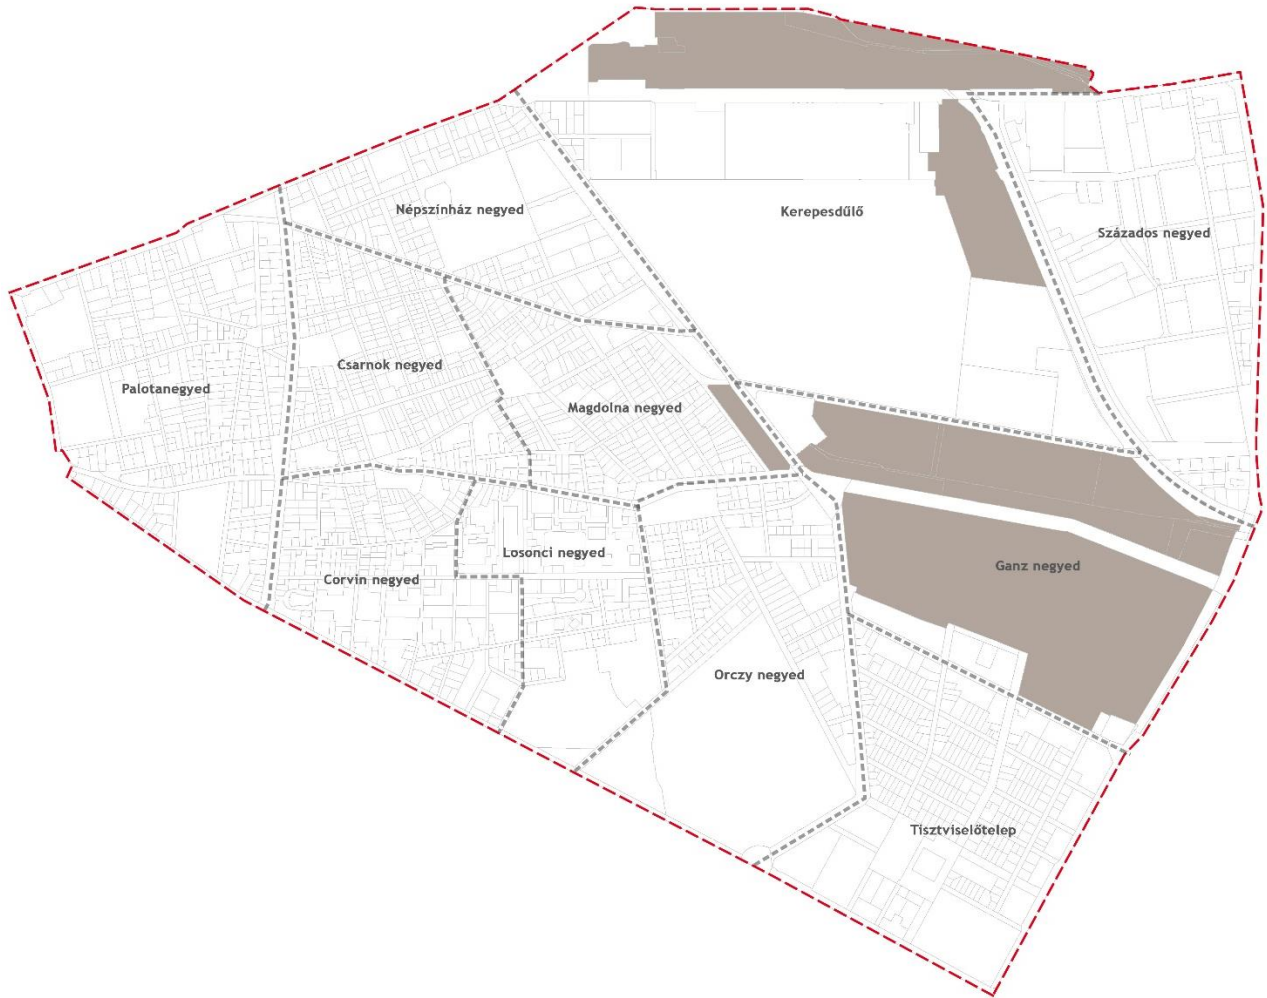 Népszínház negyed
Kerepesdűlő
Százados negyed
Csarnok negyed
Palotanegyed
Magdolna negyed
Losonci negyed
Ganz negyed
Corvin negyed
Orczy negyed
Tisztviselőtelep